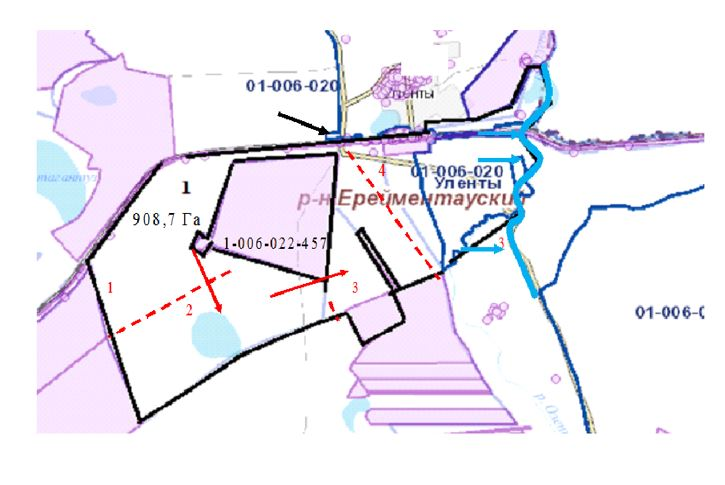 01-006-020
Уленты
1
908,7 Га
1-006-022-457
4
01-006-020
Уленты
р-н Ерейментауский
3
1
2
3
01-006-0
р. Олен